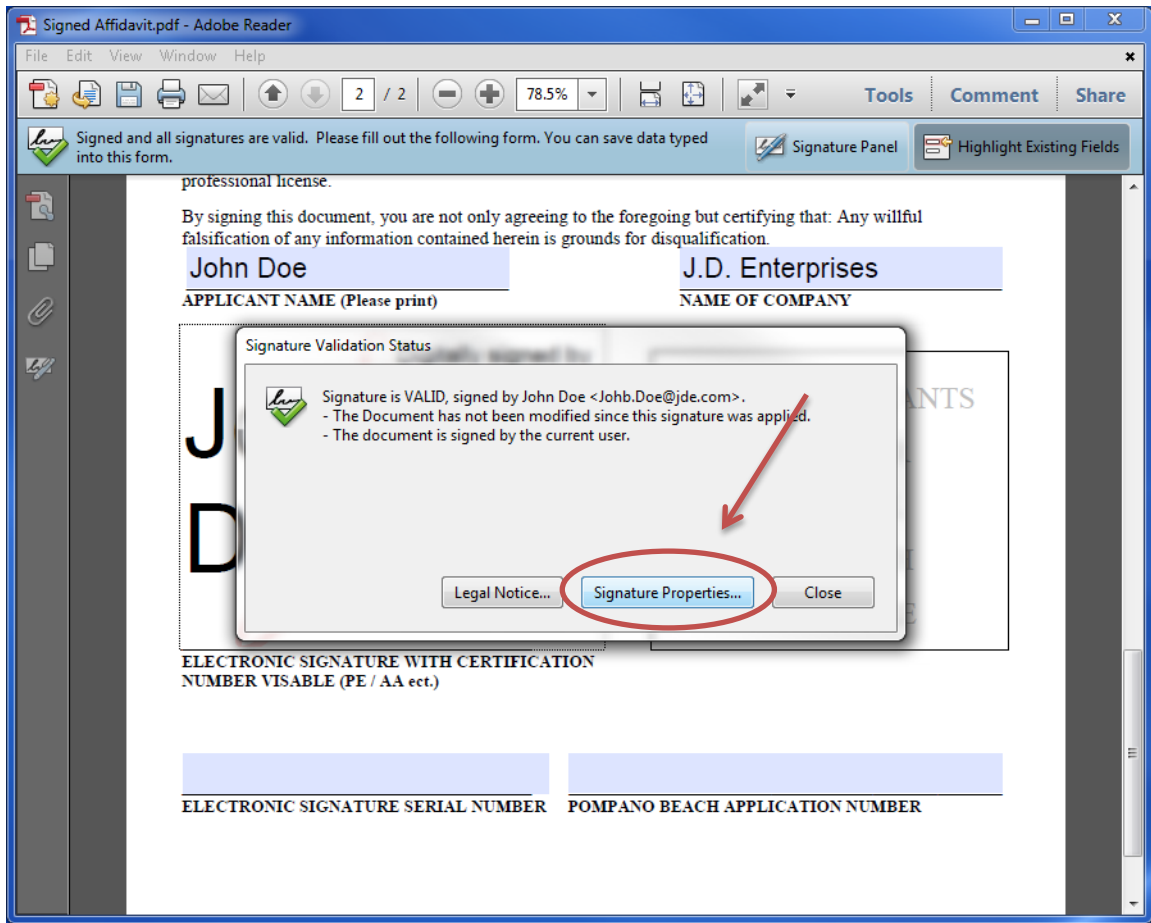 Signed Affidavit.pdf - Adobe Reader
File Edit View Window Help
2 / 2 78.5% Tools Comment Share
Signed and all signatures are valid. Please fill out the following form. You can save data typed
into this form.
Signature Panel Highlight Existing Fields
professional license.
By signing this document, you are not only agreeing to the foregoing but certifying that: Any willful
falsification of any information contained herein is grounds for disqualification.
John Doe J.D. Enterprises
APPLICANT NAME (Please print) NAME OF COMPANY
Signature Validation Status
Signature is VALID, signed by John Doe <Johb.Doe@jde.com>.
- The Document has not been modified since this signature was applied.
- The document is signed by the current user.
Legal Notice... Signature Properties... Close
ELECTRONIC SIGNATURE WITH CERTIFICATION
NUMBER VISABLE (PE / AA ect.)
ELECTRONIC SIGNATURE SERIAL NUMBER POMPANO BEACH APPLICATION NUMBER